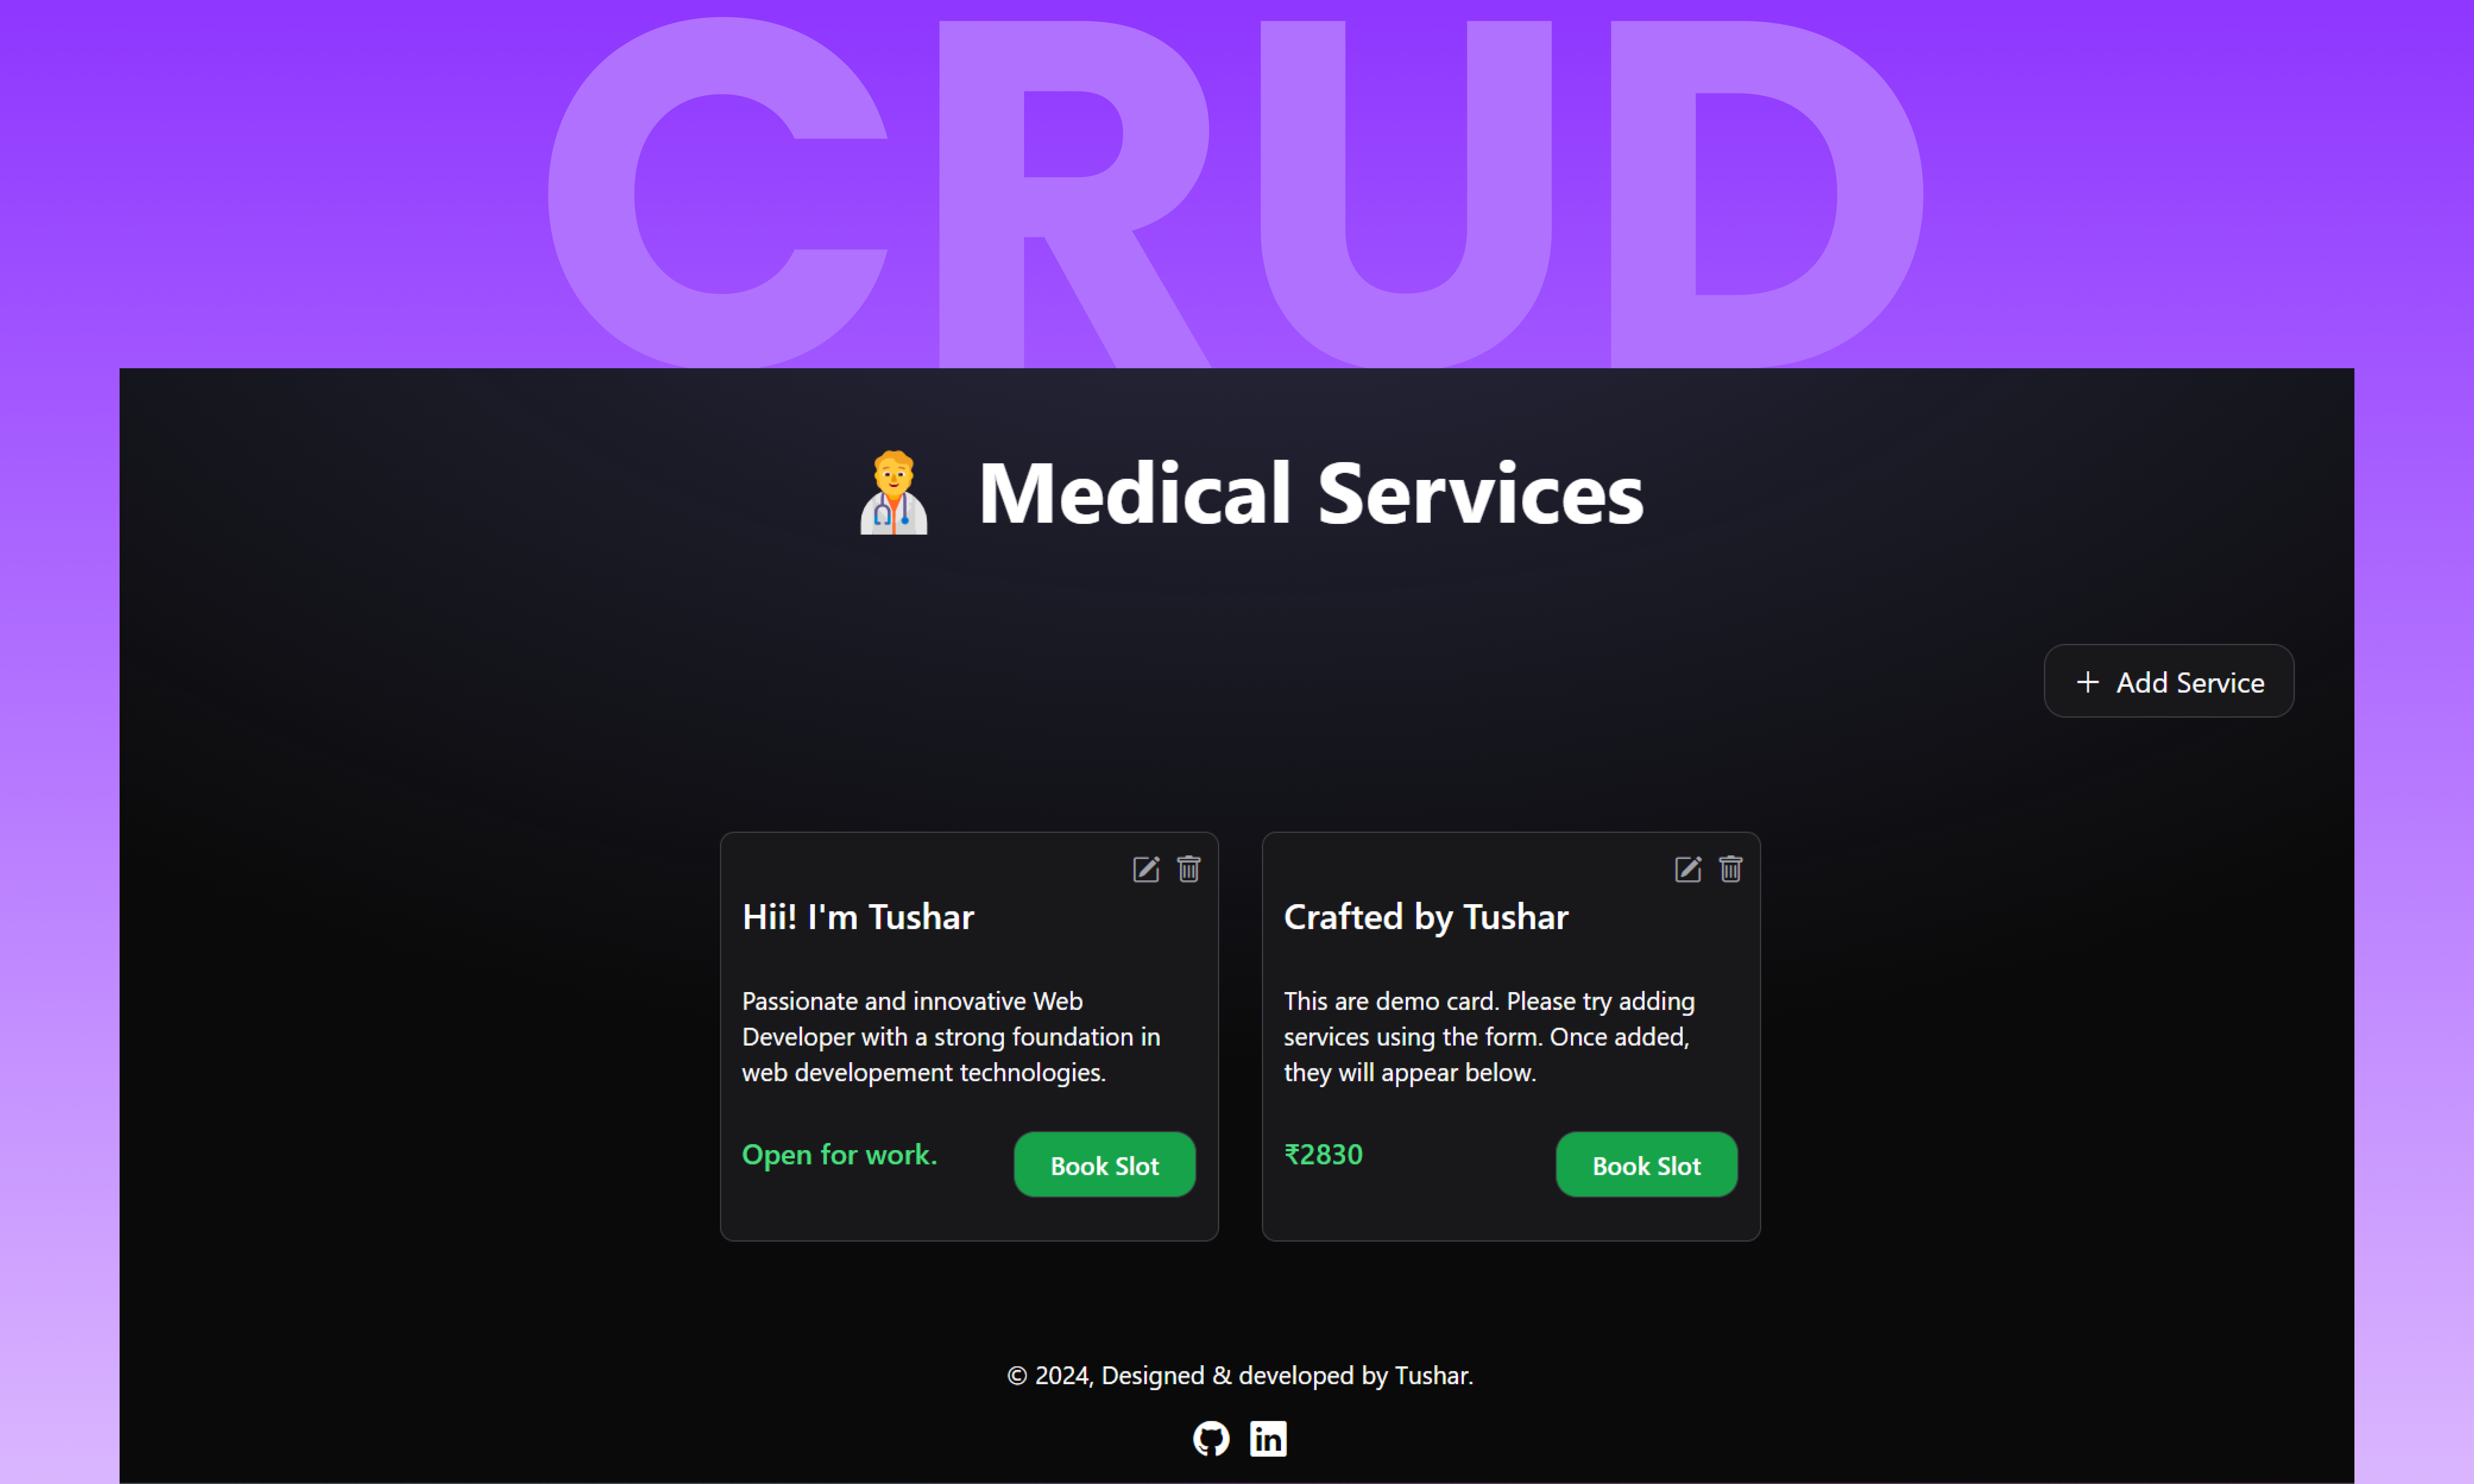 CRUD
Medical Services
Add Service
Hii! I'm Tushar
Passionate and innovative Web
Developer with a strong foundation in
web developement technologies.
Open for work.
Book Slot
Crafted by Tushar
This are demo card. Please try adding
services using the form. Once added,
they will appear below.
₹2830
Book Slot
© 2024, Designed & developed by Tushar.
in